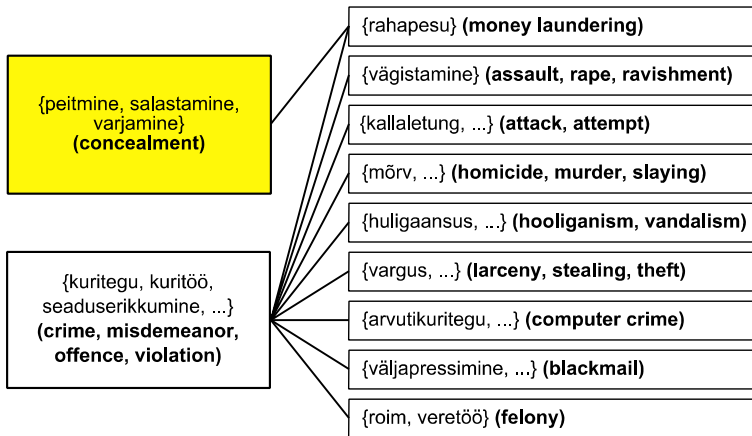 {peitmine, salastamine,
varjamine}
(concealment)
{kuritegu, kuritöö,
seaduserikkumine, ...}
(crime, misdemeanor,
offence, violation)
{rahapesu} (money laundering)
{vägistamine} (assault, rape, ravishment)
{kallaletung, ...} (attack, attempt)
{mõrv, ...} (homicide, murder, slaying)
{huligaansus, ...} (hooliganism, vandalism)
{vargus, ...} (larceny, stealing, theft)
{arvutikuritegu, ...} (computer crime)
{väljapressimine, ...} (blackmail)
{roim, veretöö} (felony)